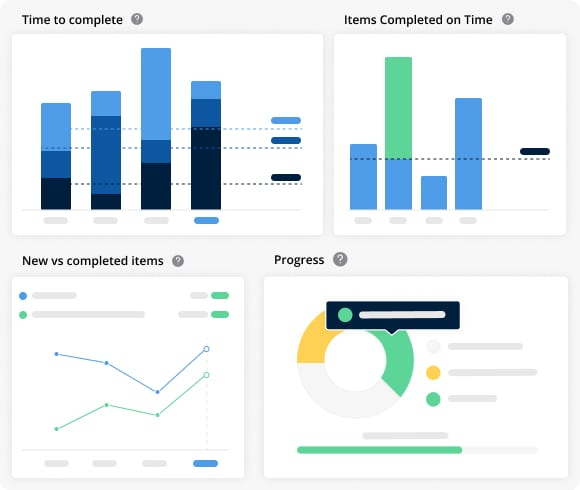 Time to complete ?
Items Completed on Time ?
New vs completed items ?
Progress ?